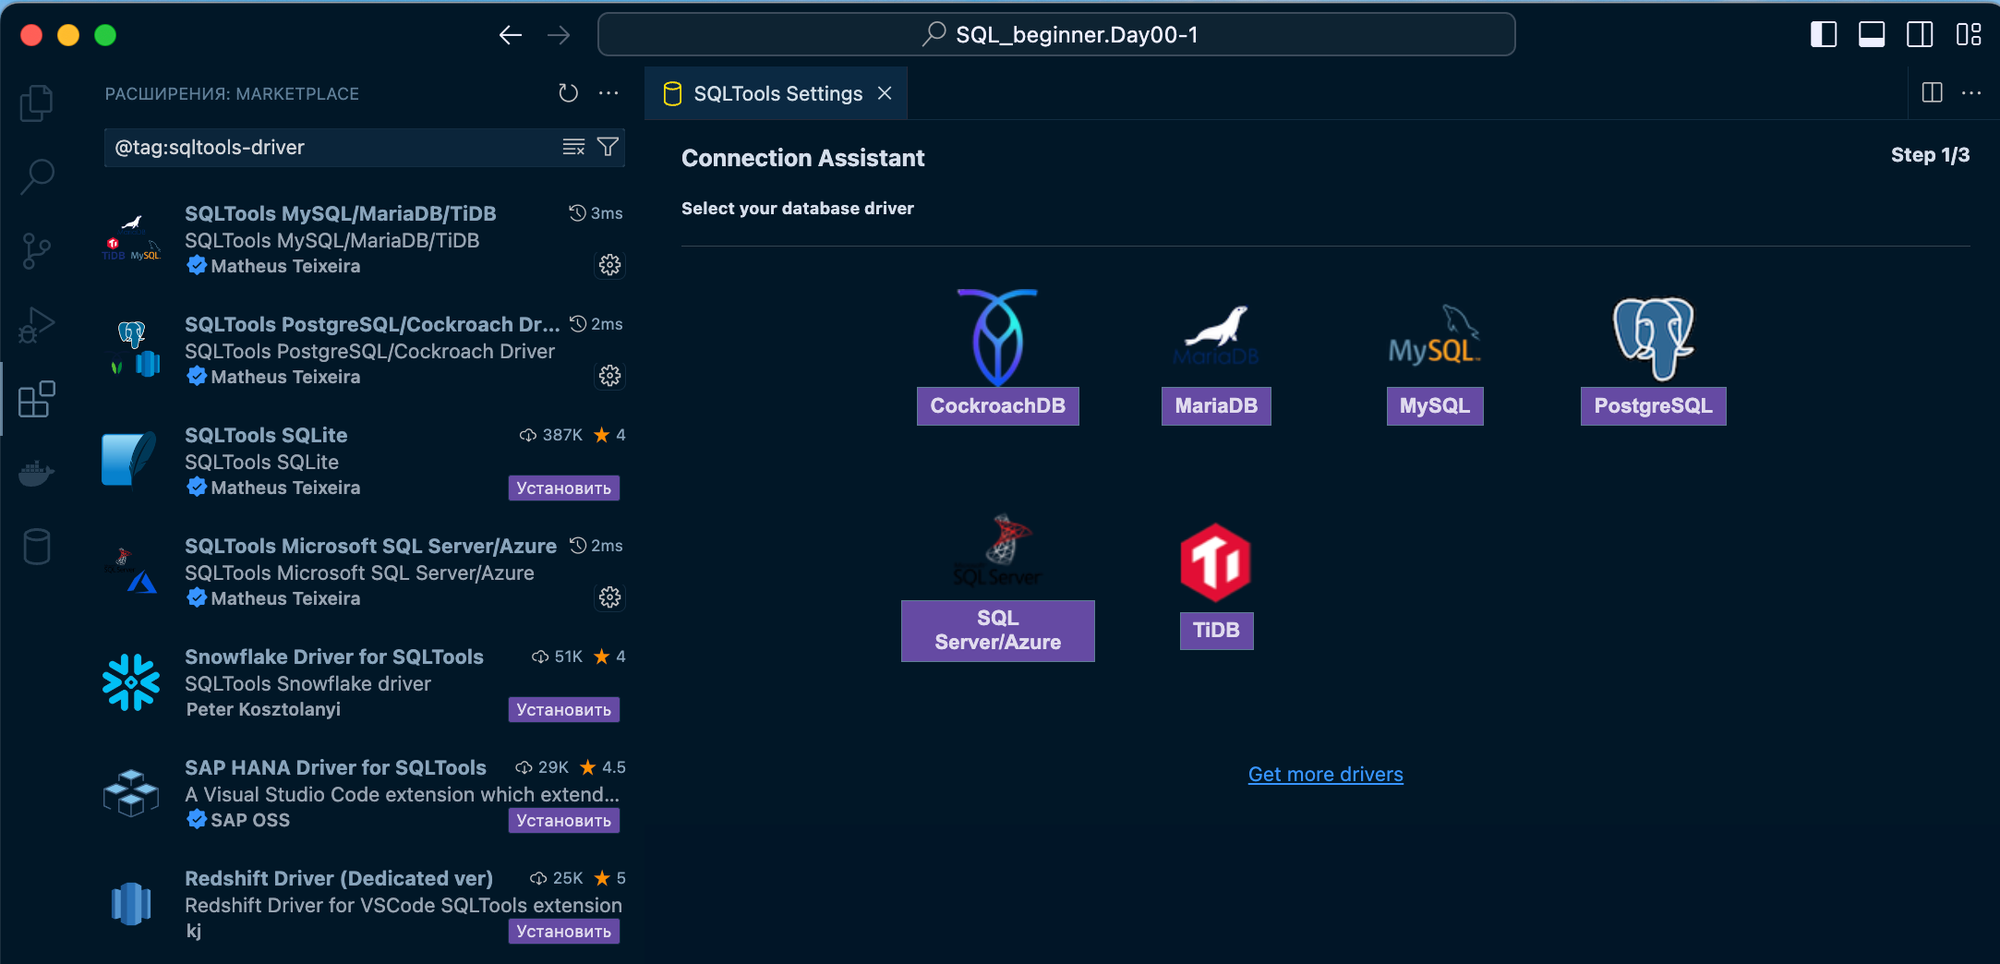 SQL_beginner.Day00-1
РАСШИРЕНИЯ: MARKETPLACE
@tag:sqltools-driver
SQLTools MySQL/MariaDB/TiDB 3ms
SQLTools MySQL/MariaDB/TiDB
Matheus Teixeira
TiDB MySQL
SQLTools PostgreSQL/Cockroach Dr... 2ms
SQLTools PostgreSQL/Cockroach Driver
Matheus Teixeira
SQLTools SQLite 387K ★ 4
SQLTools SQLite
Matheus Teixeira Установить
SQLTools Microsoft SQL Server/Azure 2ms
SQLTools Microsoft SQL Server/Azure
Matheus Teixeira
Snowflake Driver for SQLTools 51K ★ 4
SQLTools Snowflake driver
Peter Kosztolanyi Установить
SAP HANA Driver for SQLTools 29K ★ 4.5
A Visual Studio Code extension which extend...
SAP OSS Установить
Redshift Driver (Dedicated ver) 25K ★ 5
Redshift Driver for VSCode SQLTools extension
kj Установить
SQLTools Settings
Connection Assistant
Step 1/3
Select your database driver
MariaDB
MySQL
CockroachDB
MariaDB
MySQL
PostgreSQL
SQL Server
SQL
Server/Azure
TiDB
Get more drivers